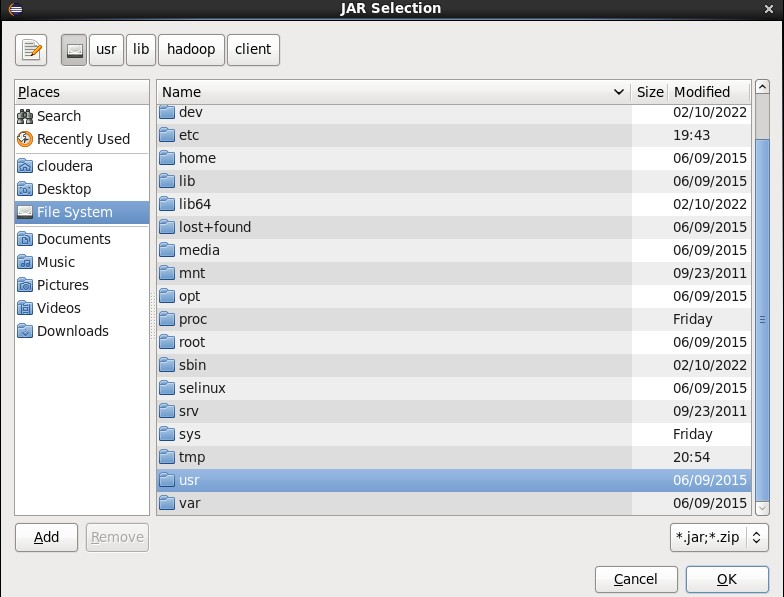 JAR Selection
usr lib hadoop client
Places
Search
Recently Used
cloudera
Desktop
File System
Documents
Music
Pictures
Videos
Downloads
Name Size Modified
dev 02/10/2022
etc 19:43
home 06/09/2015
lib 06/09/2015
lib64 02/10/2022
lost+found 06/09/2015
media 06/09/2015
mnt 09/23/2011
opt 06/09/2015
proc Friday
root 06/09/2015
sbin 02/10/2022
selinux 06/09/2015
srv 09/23/2011
sys Friday
tmp 20:54
usr 06/09/2015
var 06/09/2015
Add Remove *.jar;*.zip
Cancel OK